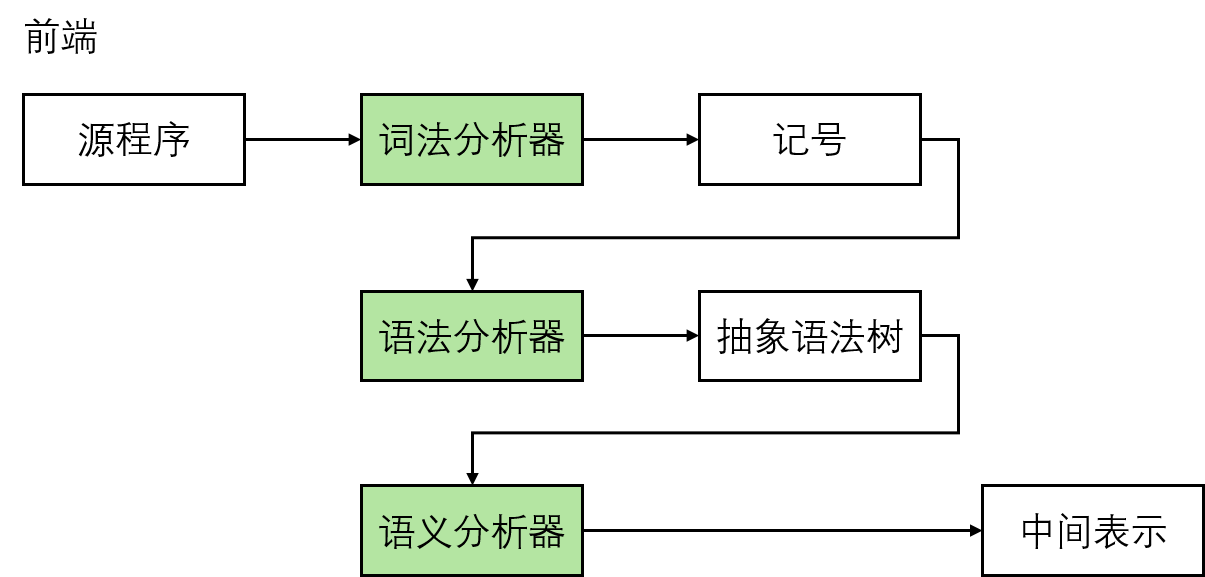 前端
源程序
词法分析器
记号
语法分析器
抽象语法树
语义分析器
中间表示